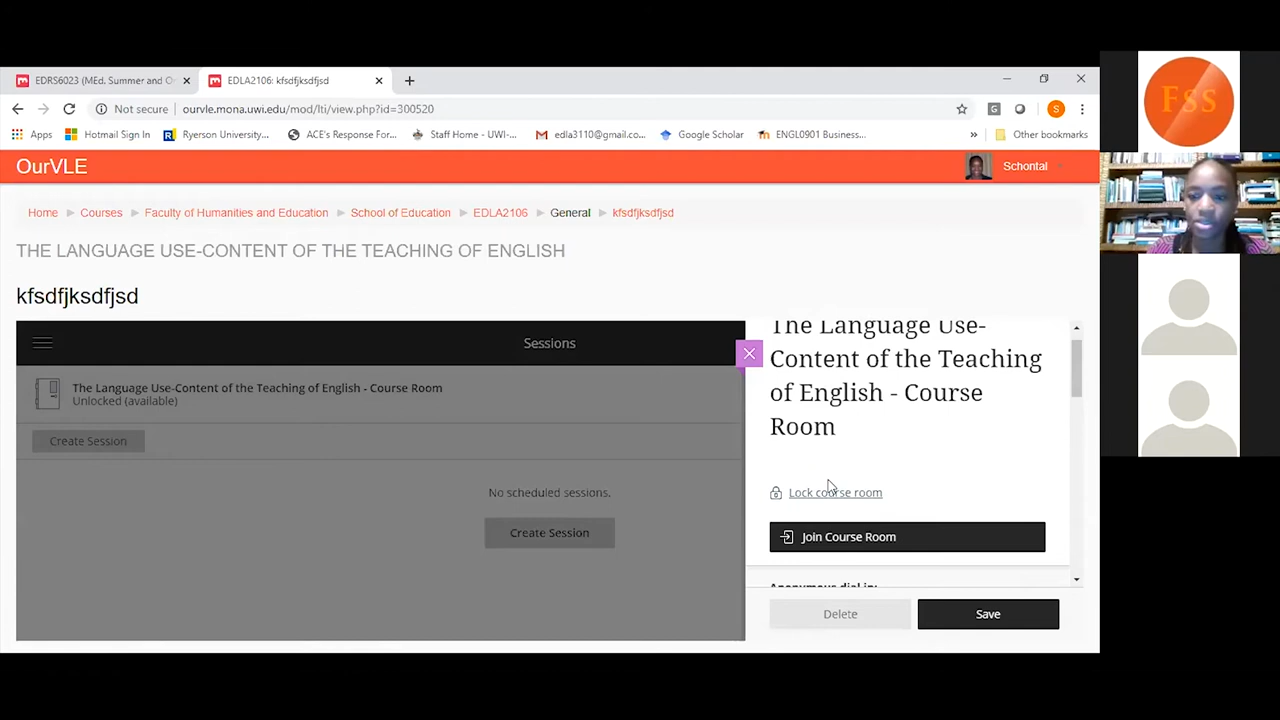 EDRS6023 (MEd. Summer and O
EDLA2106: kfsdfjksdfjsd
Not secure
ourvle.mona.uwi.edu/mod/lti/view.php?id=300520
G
S
Apps
Hotmail Sign In
Ryerson University...
ACE's Response For...
Staff Home - UWI-...
edla3110@gmail.co...
Google Scholar
ENGL0901 Business...
»
Other bookmarks
OurVLE
Schontal
Home
Courses
Faculty of Humanities and Education
School of Education
EDLA2106
General
kfsdfjksdfjsd
THE LANGUAGE USE-CONTENT OF THE TEACHING OF ENGLISH
kfsdfjksdfjsd
Sessions
The Language Use-Content of the Teaching of English - Course Room
Unlocked (available)
Create Session
No scheduled sessions.
Create Session
The Language Use-
Content of the Teaching
of English - Course
Room
Lock course room
Join Course Room
Anonymous dial in:
Delete
Save
Fss